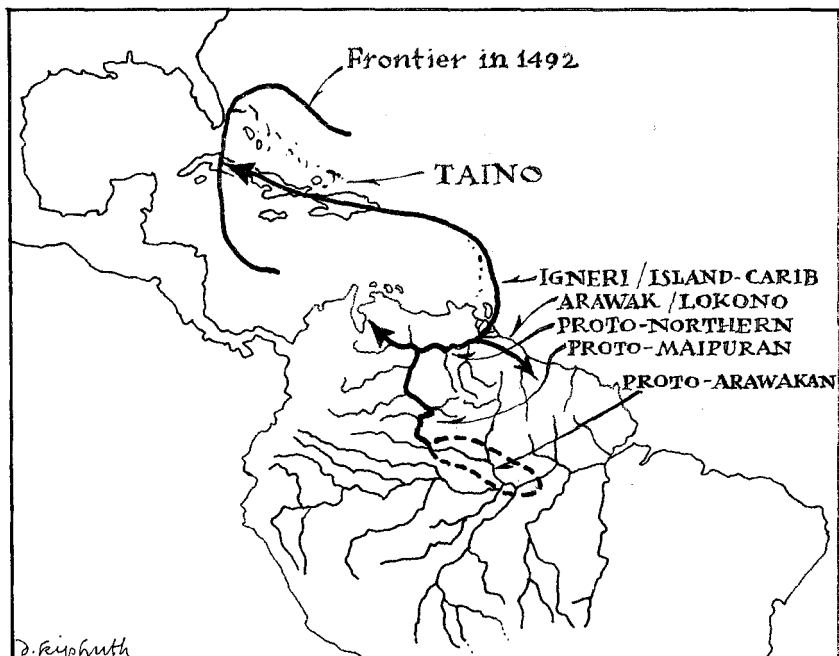 Frontier in 1492
TAINO
IGNERI/ISLAND-CARIB
ARAWAK/LOKONO
PROTO-NORTHERN
PROTO-MAIPURAN
PROTO-ARAWAKAN